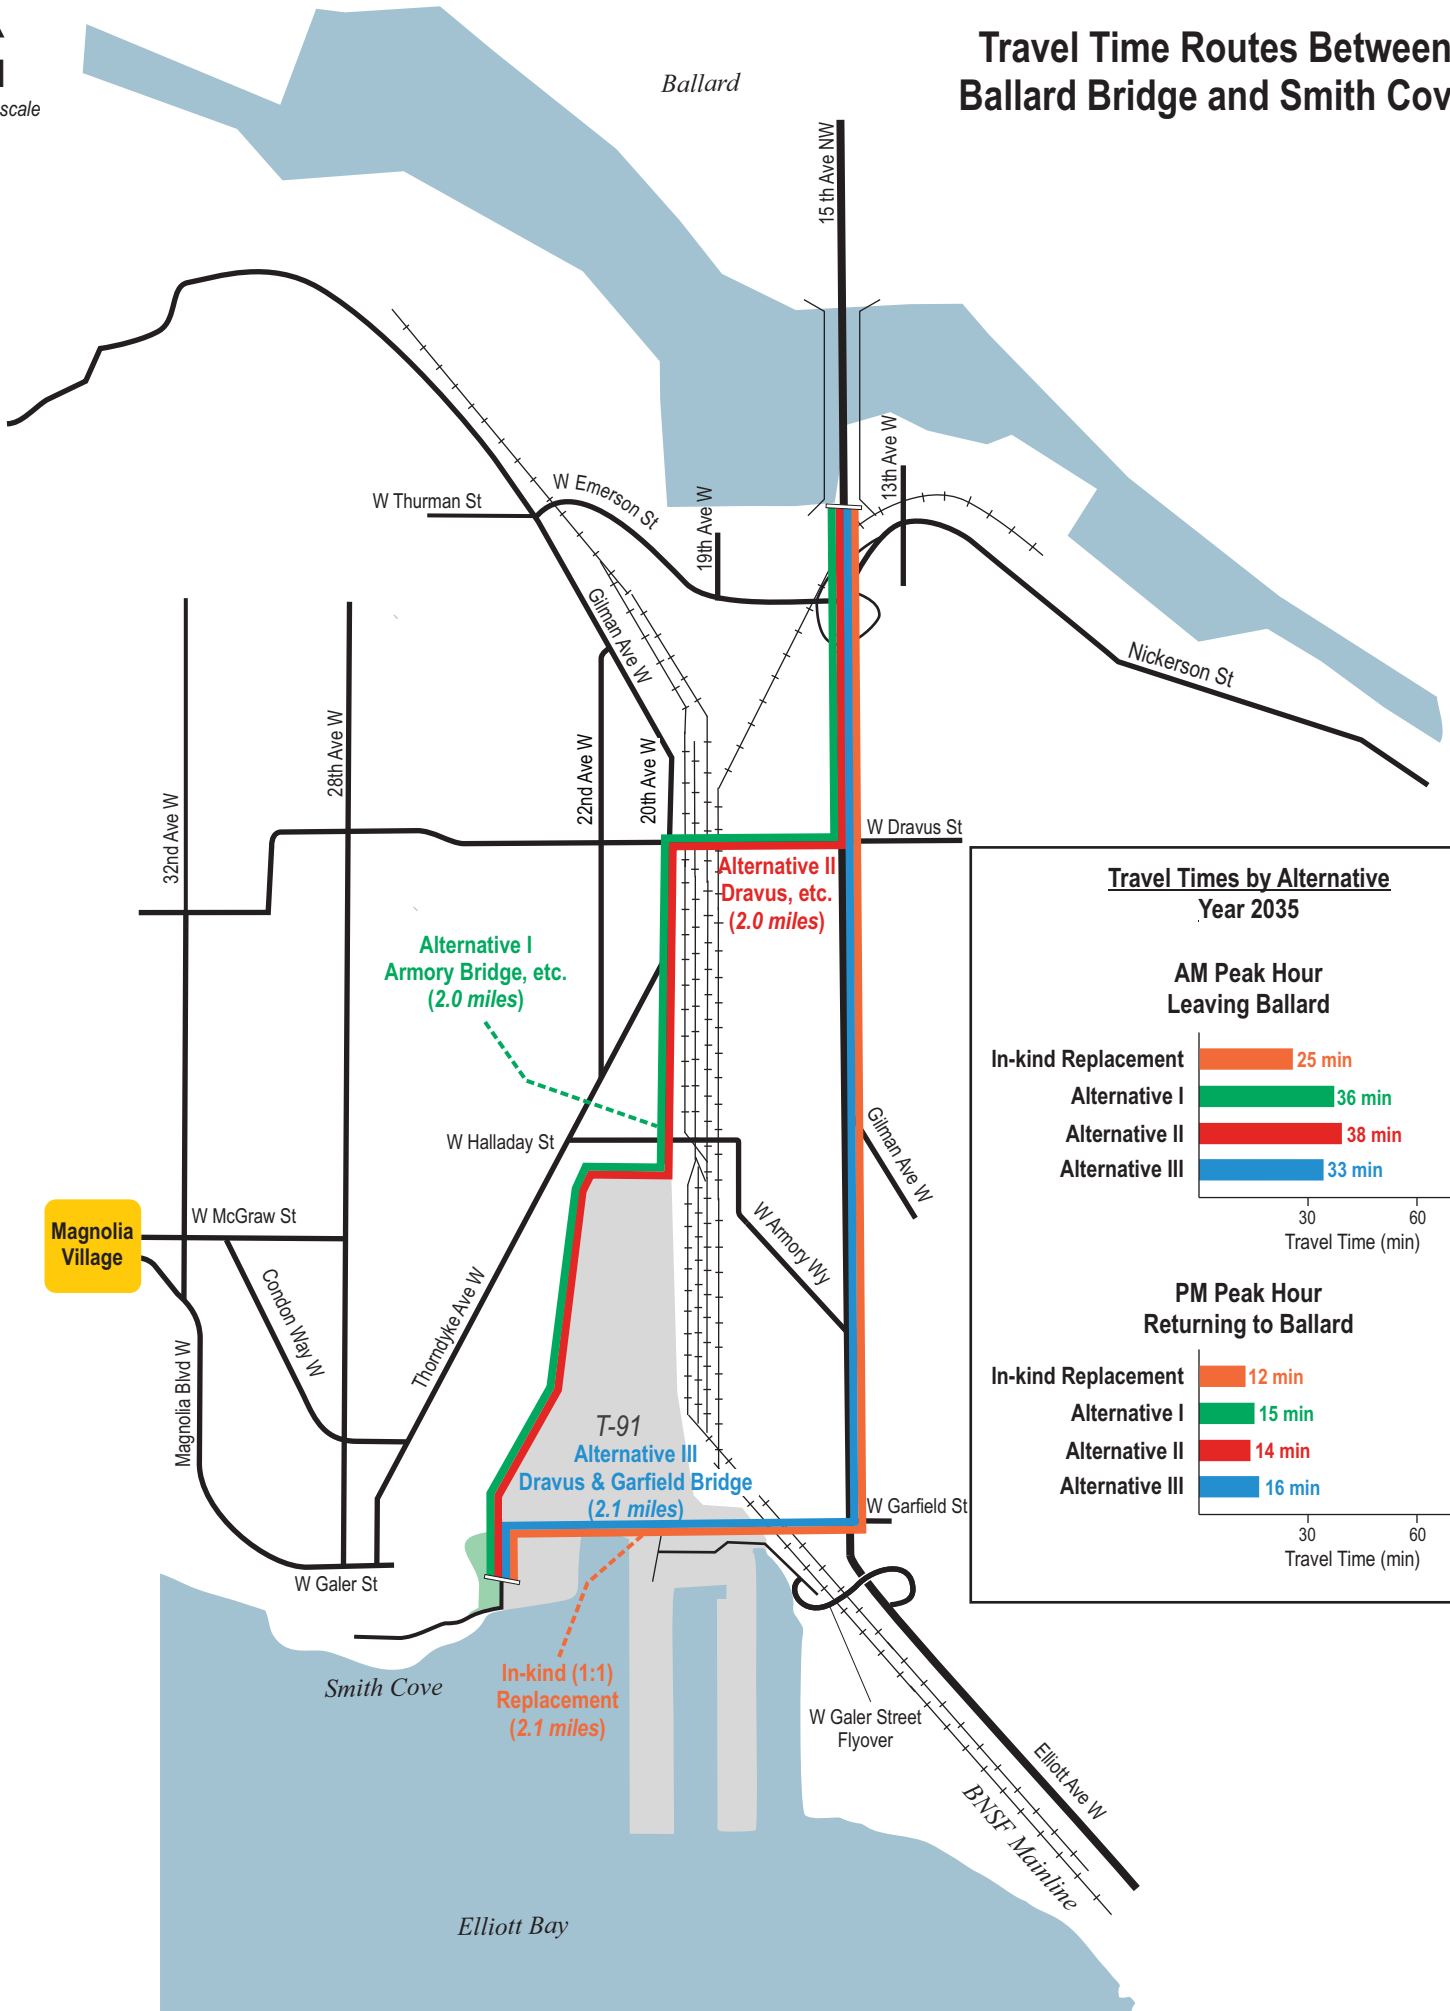 Travel Time Routes Between
Ballard Bridge and Smith Cov
scale
Ballard
15 th Ave NW
13th Ave W
W Thurman St
W Emerson St
19th Ave W
Gilman Ave W
Nickerson St
32nd Ave W
28th Ave W
22nd Ave W
20th Ave W
W Dravus St
Alternative II
Dravus, etc.
(2.0 miles)
Alternative I
Armory Bridge, etc.
(2.0 miles)
W Halladay St
Gilman Ave W
W Armory Wy
Magnolia
Village
W McGraw St
Condon Way W
Magnolia Blvd W
Thorndyke Ave W
T-91
Alternative III
Dravus & Garfield Bridge
(2.1 miles)
W Garfield St
W Galer St
Smith Cove
In-kind (1:1)
Replacement
(2.1 miles)
W Galer Street
Flyover
Elliott Ave W
BNSF Mainline
Elliott Bay
Travel Times by Alternative
Year 2035
AM Peak Hour
Leaving Ballard
In-kind Replacement 25 min
Alternative I 36 min
Alternative II 38 min
Alternative III 33 min
30 60
Travel Time (min)
PM Peak Hour
Returning to Ballard
In-kind Replacement 12 min
Alternative I 15 min
Alternative II 14 min
Alternative III 16 min
30 60
Travel Time (min)